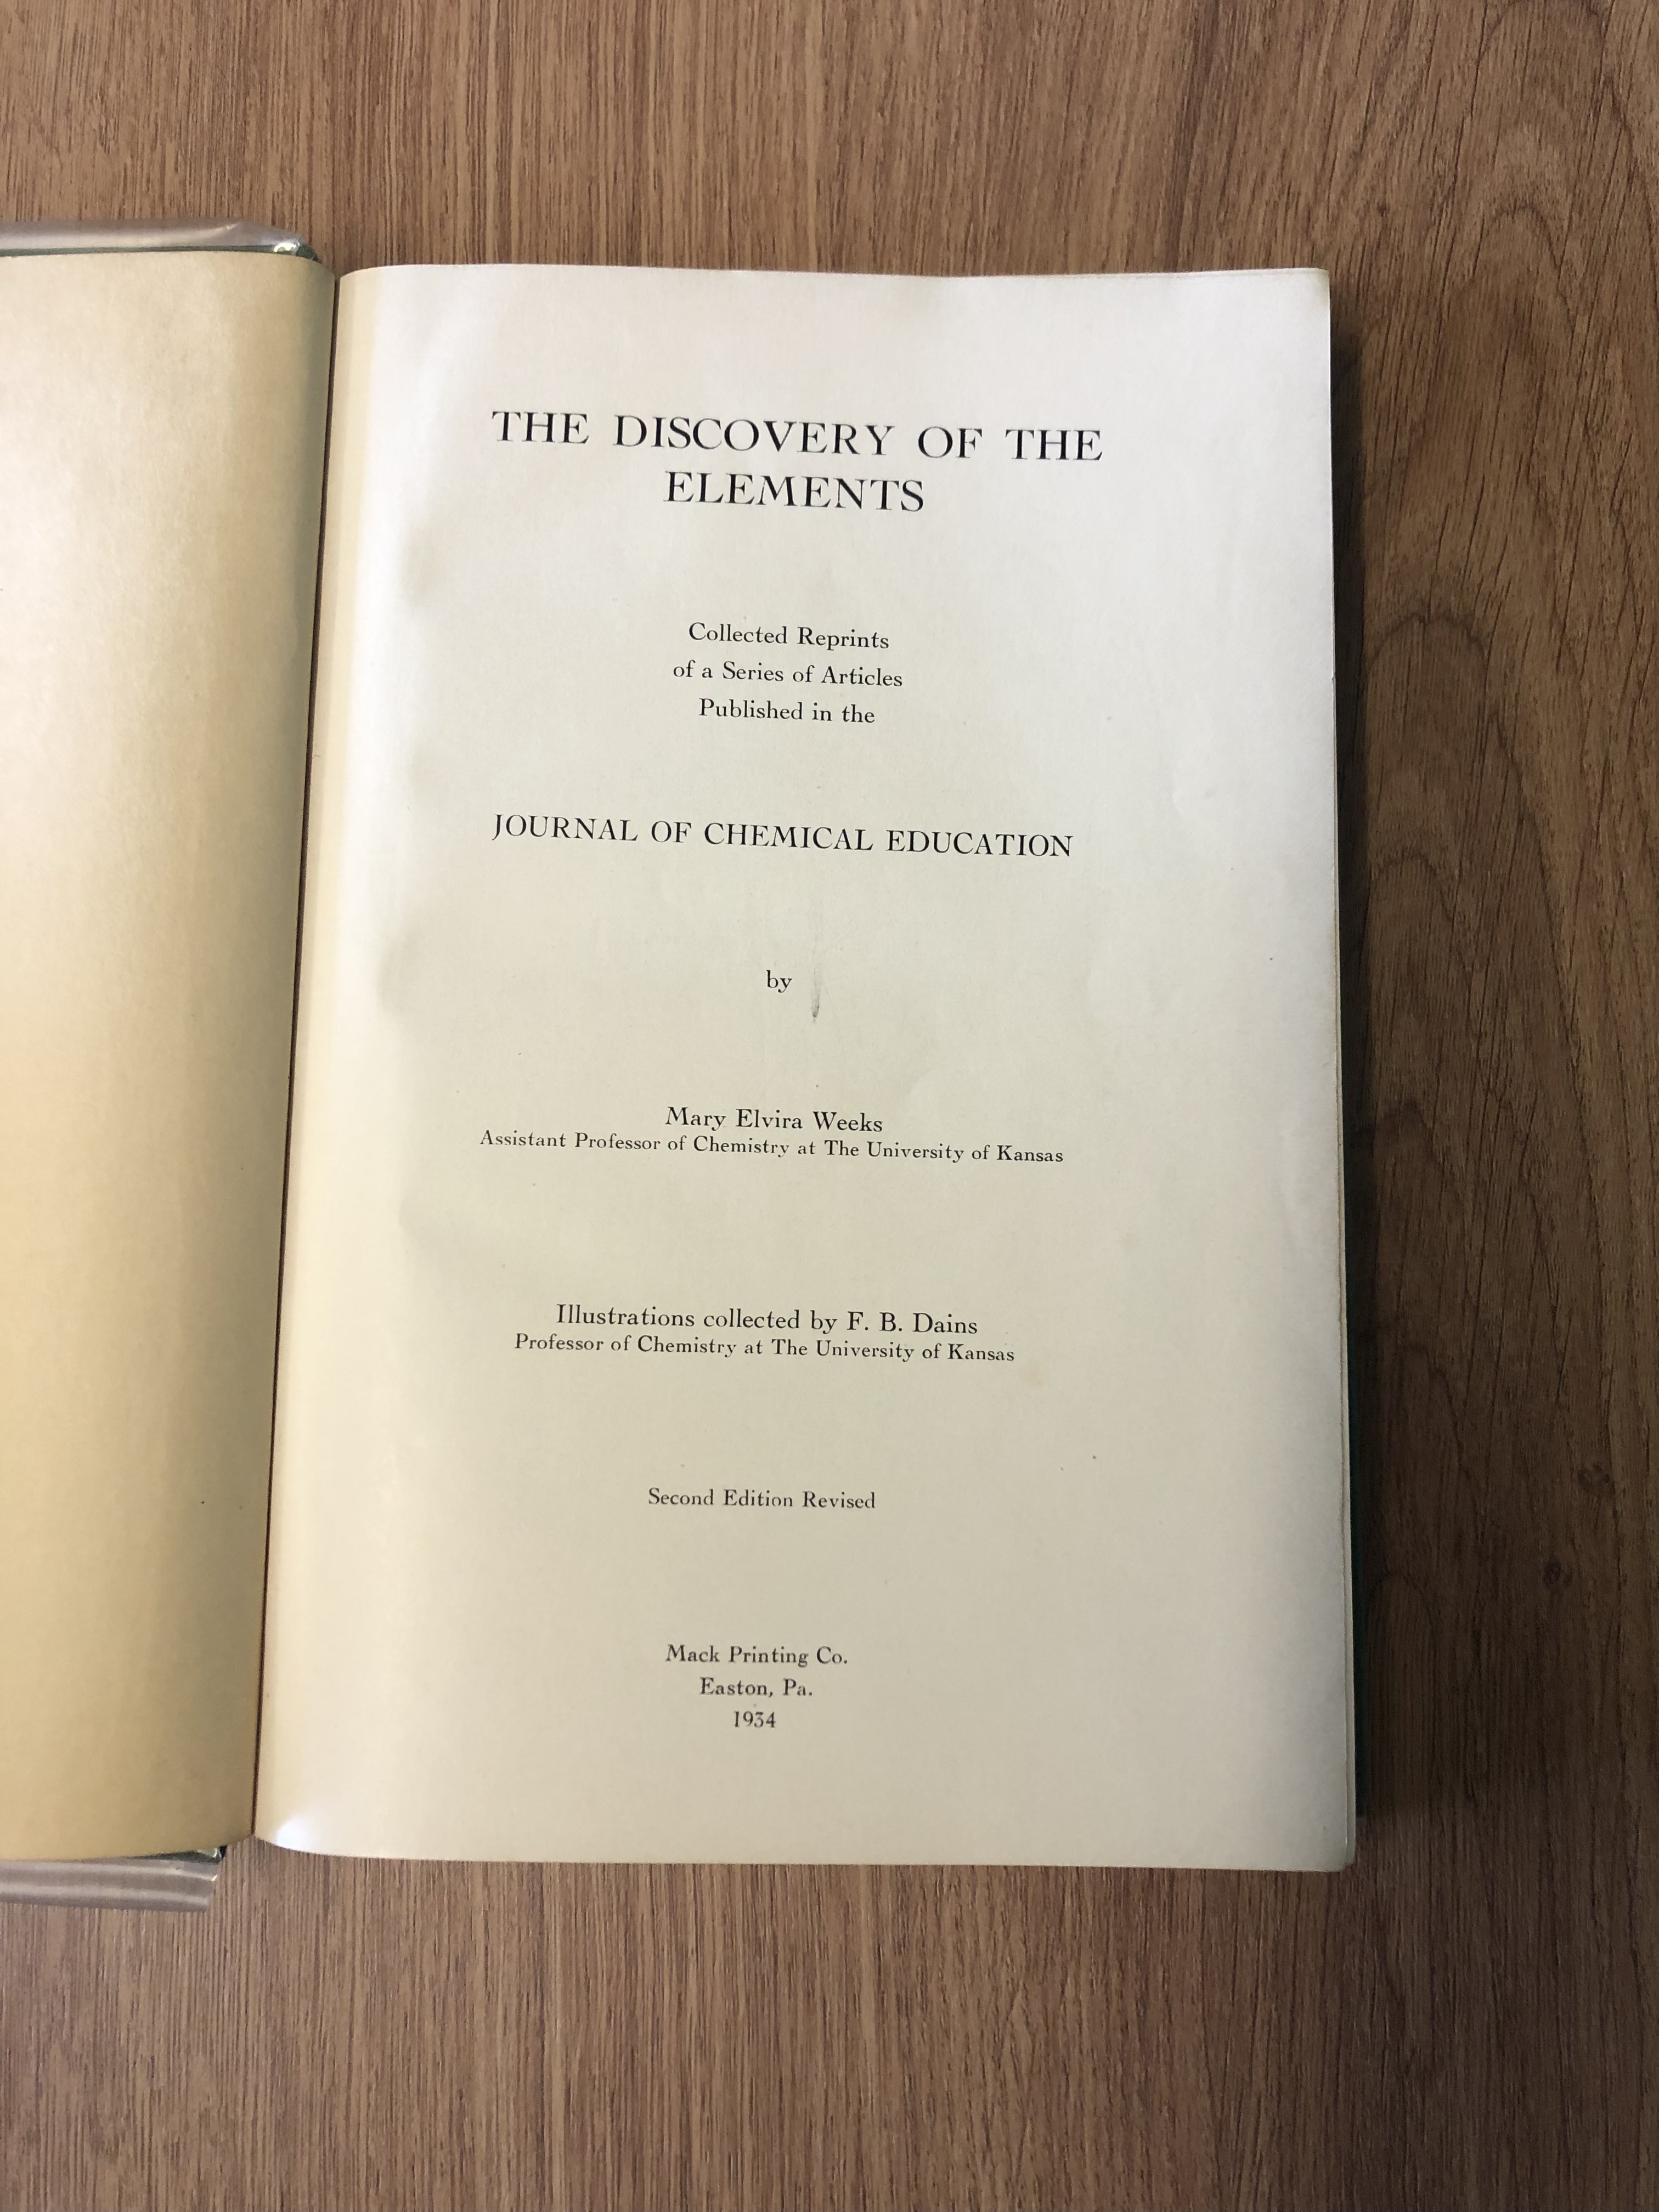 THE DISCOVERY OF THE
ELEMENTS
Collected Reprints
of a Series of Articles
Published in the
JOURNAL OF CHEMICAL EDUCATION
by
Mary Elvira Weeks
Assistant Professor of Chemistry at The University of Kansas
Illustrations collected by F. B. Dains
Professor of Chemistry at The University of Kansas
Second Edition Revised
Mack Printing Co.
Easton, Pa.
1934